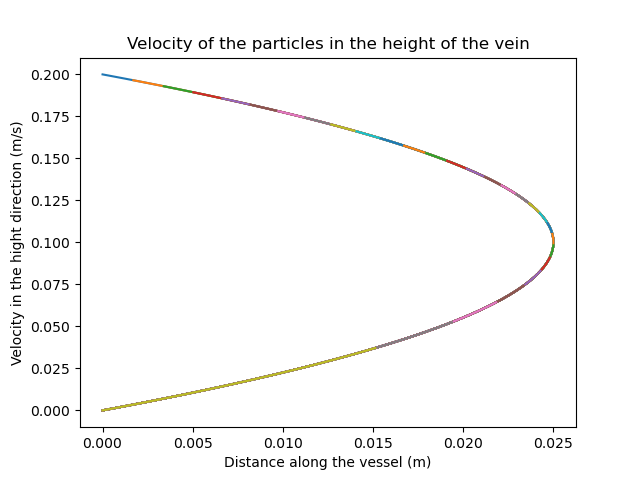 Velocity of the particles in the height of the vein
Velocity in the hight direction (m/s)
0.200
0.175
0.150
0.125
0.100
0.075
0.050
0.025
0.000
0.000 0.005 0.010 0.015 0.020 0.025
Distance along the vessel (m)